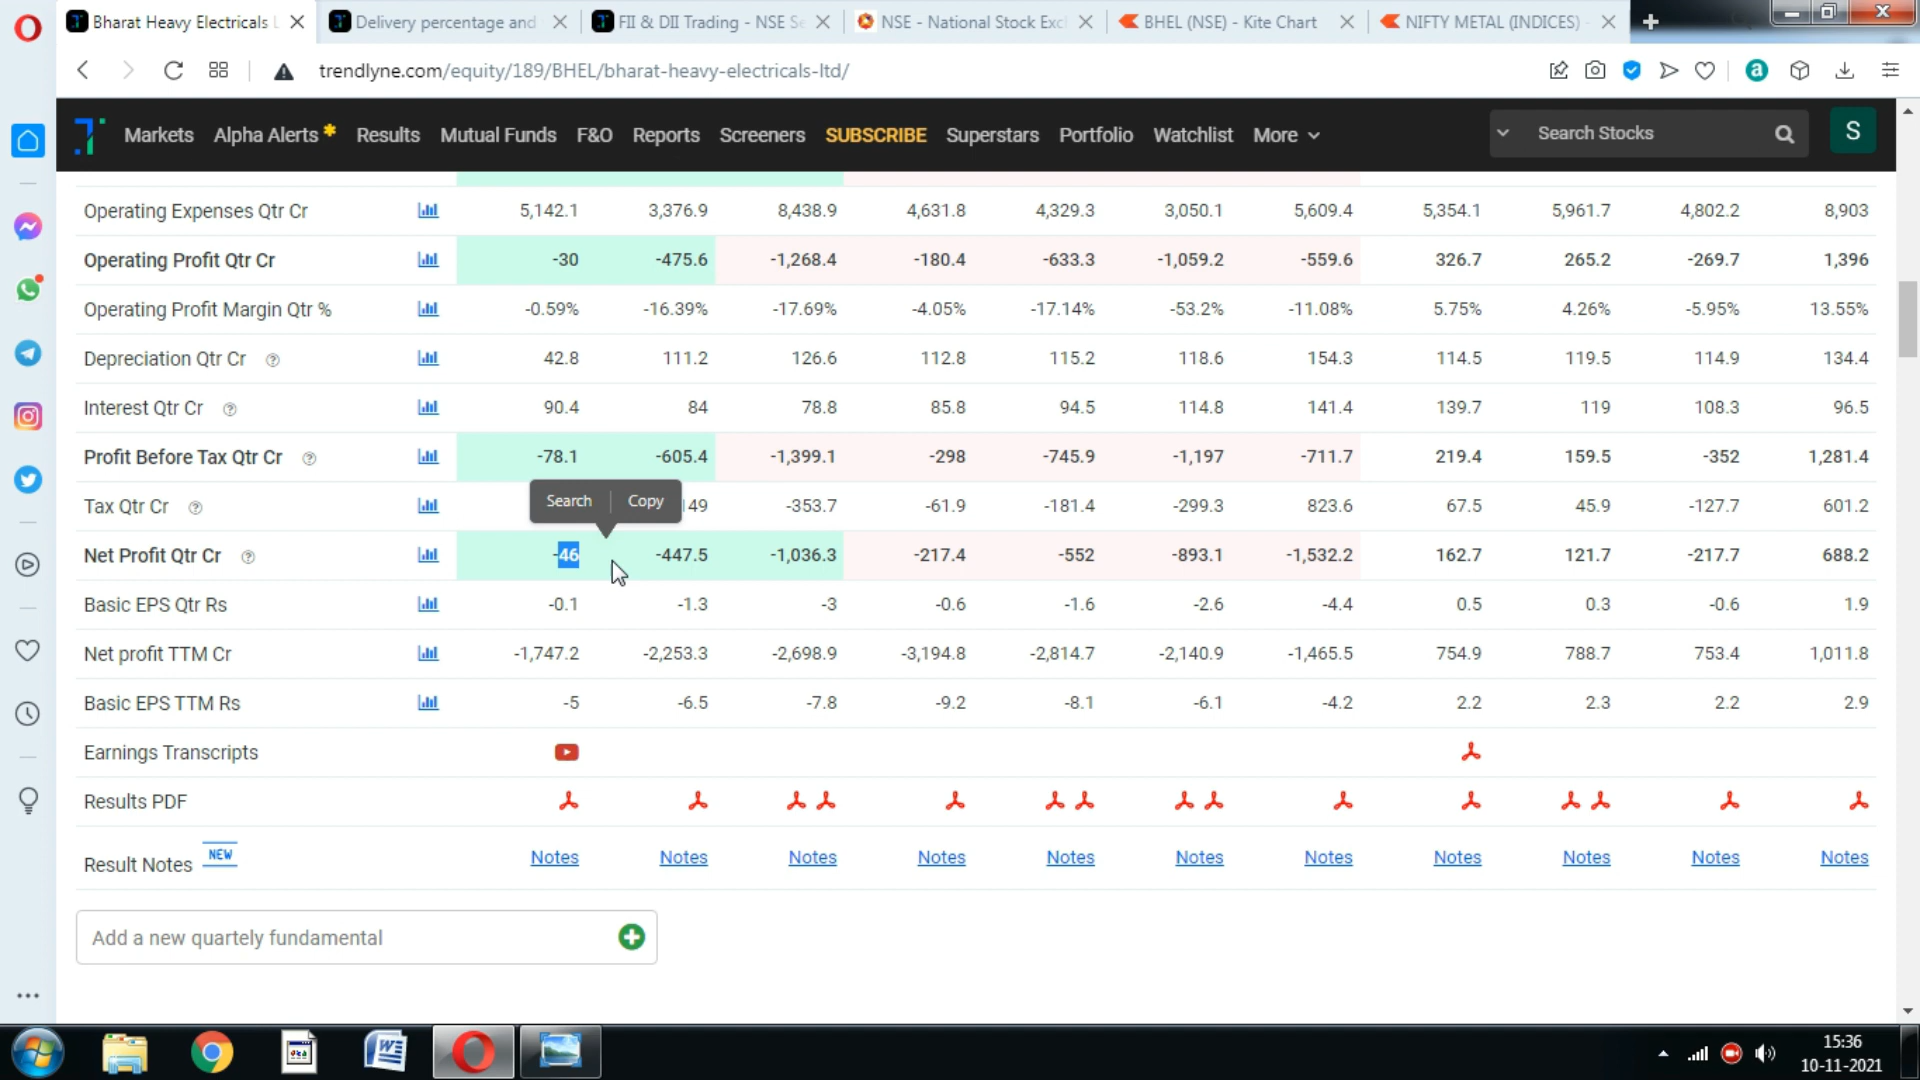 Bharat Heavy Electricals L
Delivery percentage and
FII & DII Trading - NSE Se
NSE - National Stock Excl
BHEL (NSE) - Kite Chart
NIFTY METAL (INDICES) -
trendlyne.com/equity/189/BHEL/bharat-heavy-electricals-ltd/
Markets Alpha Alerts Results Mutual Funds F&O Reports Screeners SUBSCRIBE Superstars Portfolio Watchlist More Search Stocks S
Operating Expenses Qtr Cr 5,142.1 3,376.9 8,438.9 4,631.8 4,329.3 3,050.1 5,609.4 5,354.1 5,961.7 4,802.2 8,903
Operating Profit Qtr Cr -30 -475.6 -1,268.4 -180.4 -633.3 -1,059.2 -559.6 326.7 265.2 -269.7 1,396
Operating Profit Margin Qtr % -0.59% -16.39% -17.69% -4.05% -17.14% -53.2% -11.08% 5.75% 4.26% -5.95% 13.55%
Depreciation Qtr Cr 42.8 111.2 126.6 112.8 115.2 118.6 154.3 114.5 119.5 114.9 134.4
Interest Qtr Cr 90.4 84 78.8 85.8 94.5 114.8 141.4 139.7 119 108.3 96.5
Profit Before Tax Qtr Cr -78.1 -605.4 -1,399.1 -298 -745.9 -1,197 -711.7 219.4 159.5 -352 1,281.4
Search Copy
Tax Qtr Cr 49 -353.7 -61.9 -181.4 -299.3 823.6 67.5 45.9 -127.7 601.2
Net Profit Qtr Cr -46 -447.5 -1,036.3 -217.4 -552 -893.1 -1,532.2 162.7 121.7 -217.7 688.2
Basic EPS Qtr Rs -0.1 -1.3 -3 -0.6 -1.6 -2.6 -4.4 0.5 0.3 -0.6 1.9
Net profit TTM Cr -1,747.2 -2,253.3 -2,698.9 -3,194.8 -2,814.7 -2,140.9 -1,465.5 754.9 788.7 753.4 1,011.8
Basic EPS TTM Rs -5 -6.5 -7.8 -9.2 -8.1 -6.1 -4.2 2.2 2.3 2.2 2.9
Earnings Transcripts
Results PDF
Result Notes NEW Notes Notes Notes Notes Notes Notes Notes Notes Notes Notes Notes
Add a new quartely fundamental
15:36
10-11-2021